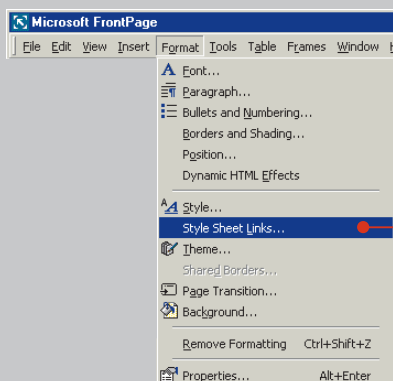 Microsoft FrontPage
File Edit View Insert Format Tools Table Frames Window
Font...
Paragraph...
Bullets and Numbering...
Borders and Shading...
Position...
Dynamic HTML Effects
Style...
Style Sheet Links...
Theme...
Shared Borders...
Page Transition...
Background...
Remove Formatting Ctrl+Shift+Z
Properties... Alt+Enter